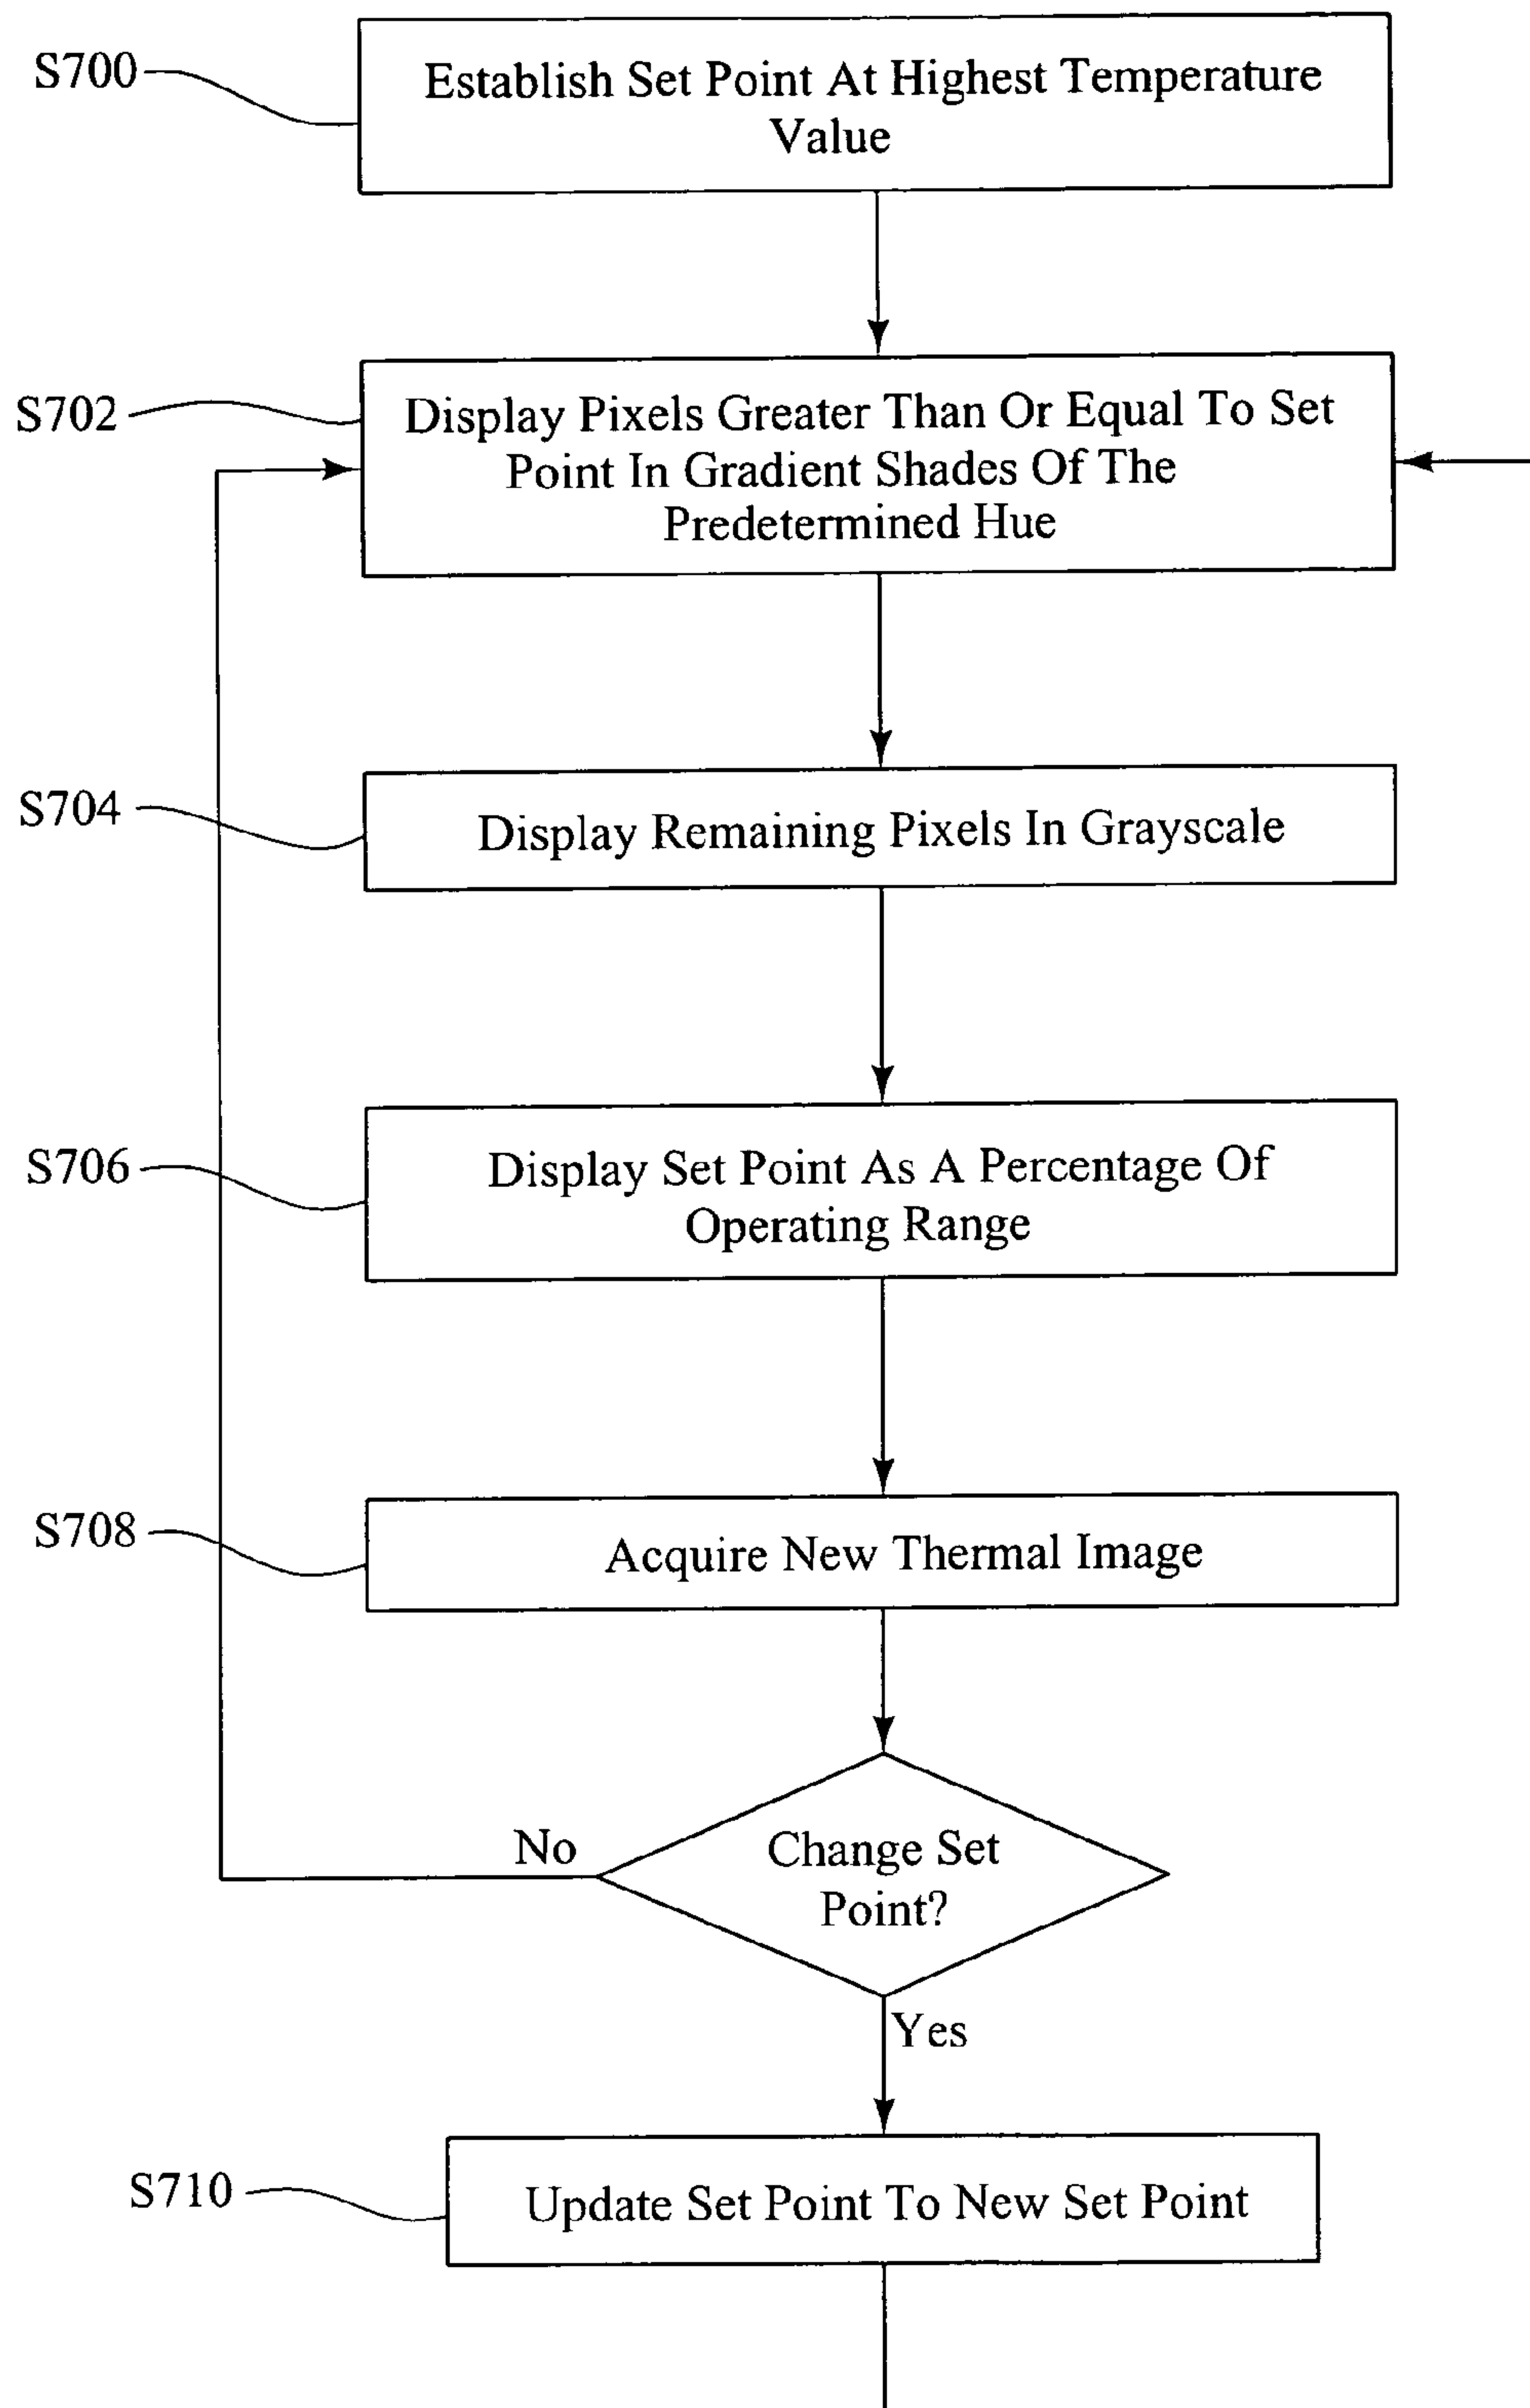 S700
Establish Set Point At Highest Temperature
Value
S702
Display Pixels Greater Than Or Equal To Set
Point In Gradient Shades Of The
Predetermined Hue
S704
Display Remaining Pixels In Grayscale
S706
Display Set Point As A Percentage Of
Operating Range
S708
Acquire New Thermal Image
No
Change Set
Point?
Yes
S710
Update Set Point To New Set Point